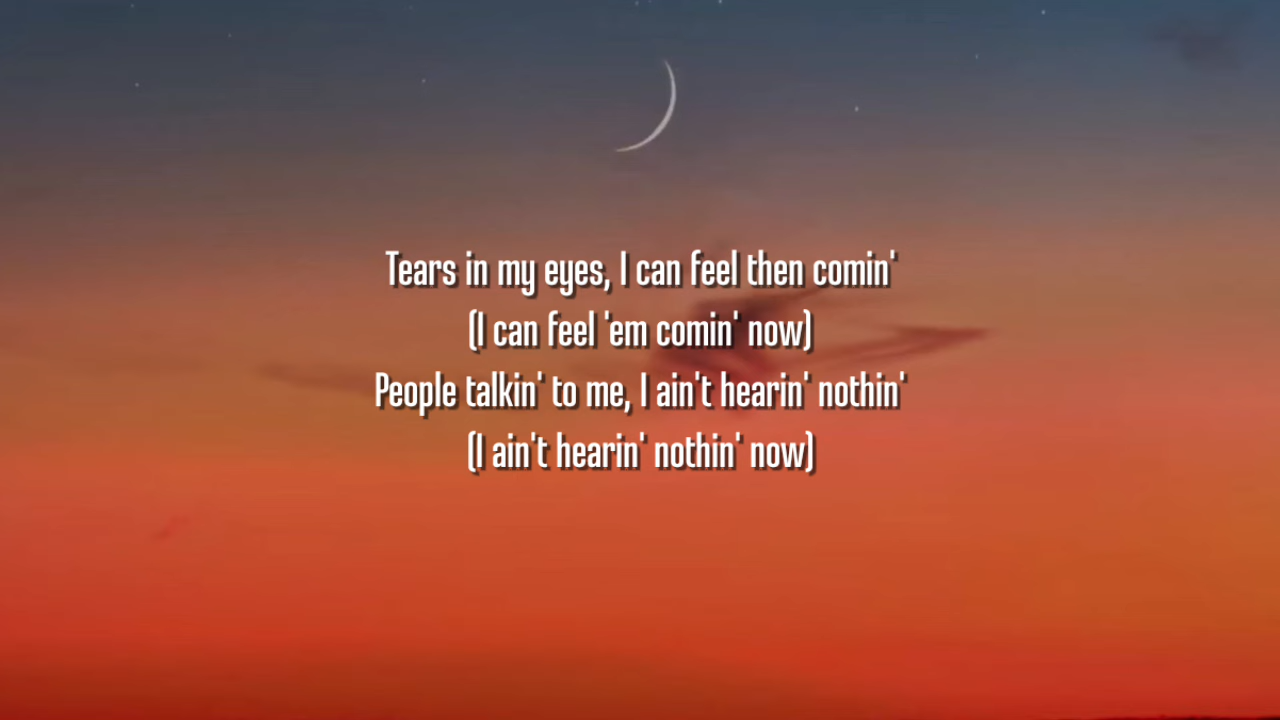 Tears in my eyes, I can feel then comin'
(I can feel 'em comin' now)
People talkin' to me, I ain't hearin' nothin'
(I ain't hearin' nothin' now)